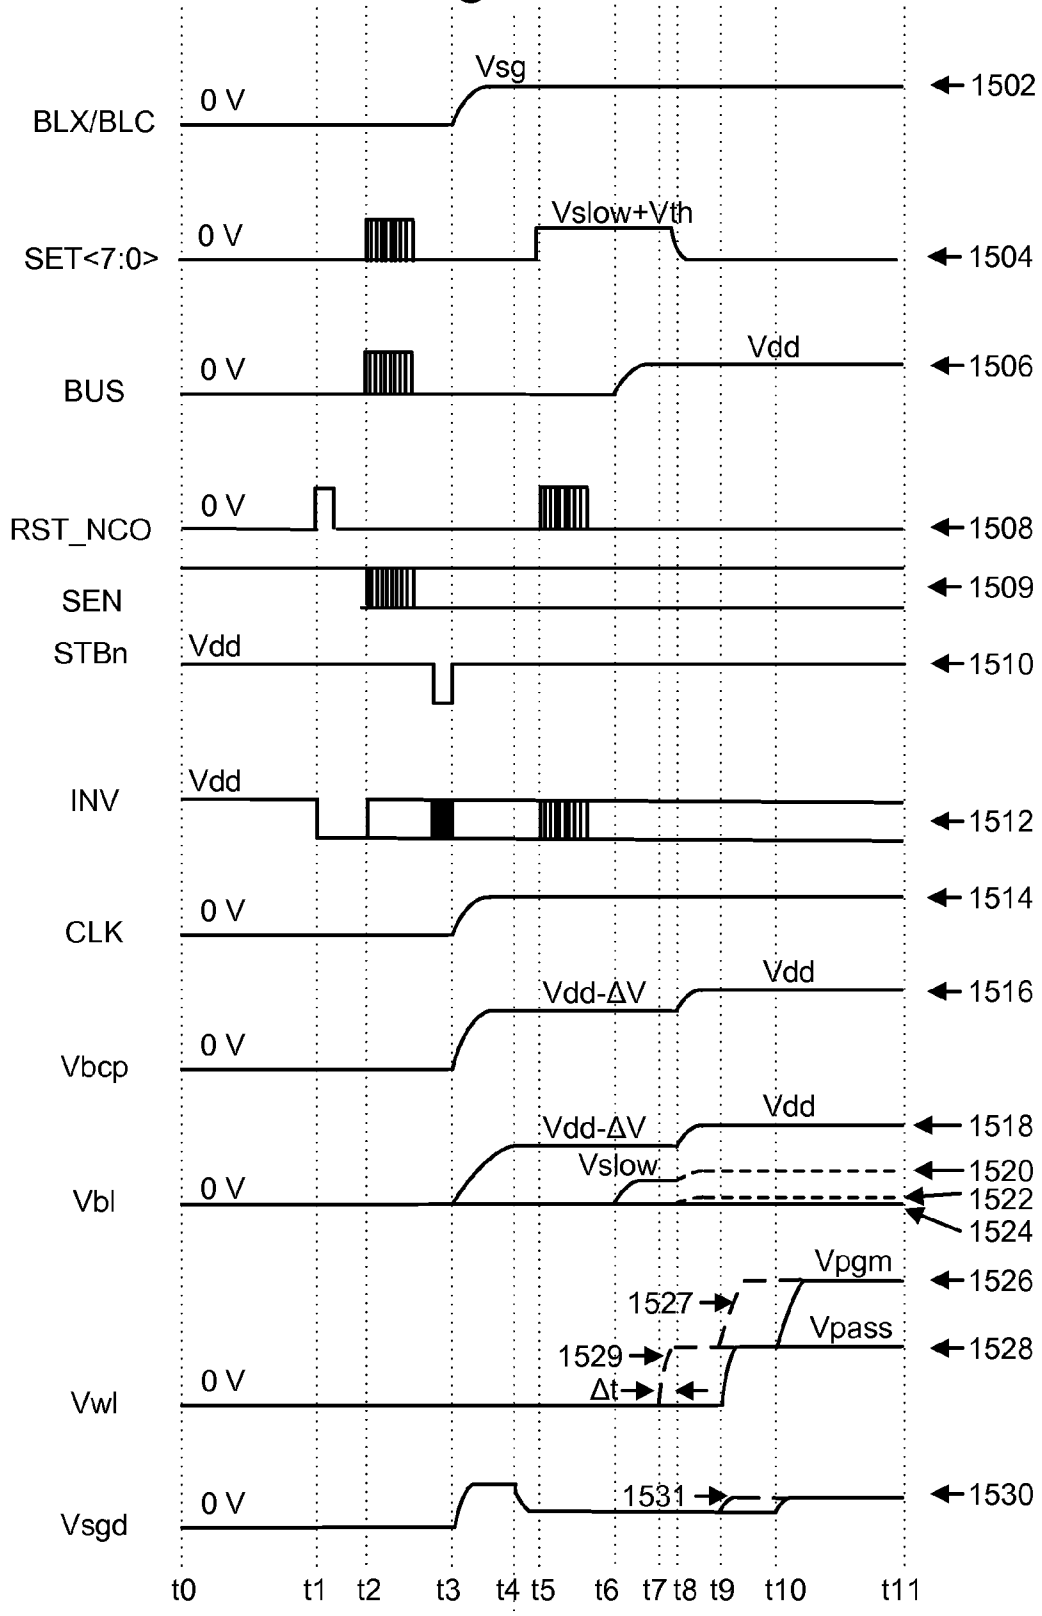 Vsg
0 V
BLX/BLC
1502
Vslow+Vth
0 V
SET<7:0>
1504
Vdd
0 V
BUS
1506
0 V
RST_NCO
1508
SEN
1509
STBn
Vdd
1510
Vdd
INV
1512
0 V
CLK
1514
Vdd
Vdd-ΔV
0 V
Vbcp
1516
Vdd
Vdd-ΔV
Vslow
0 V
Vbl
1518
1520
1522
1524
Vpgm
1526
1527
Vpass
1528
1529
Δt
0 V
Vwl
1531
1530
0 V
Vsgd
t0 t1 t2 t3 t4 t5 t6 t7 t8 t9 t10 t11